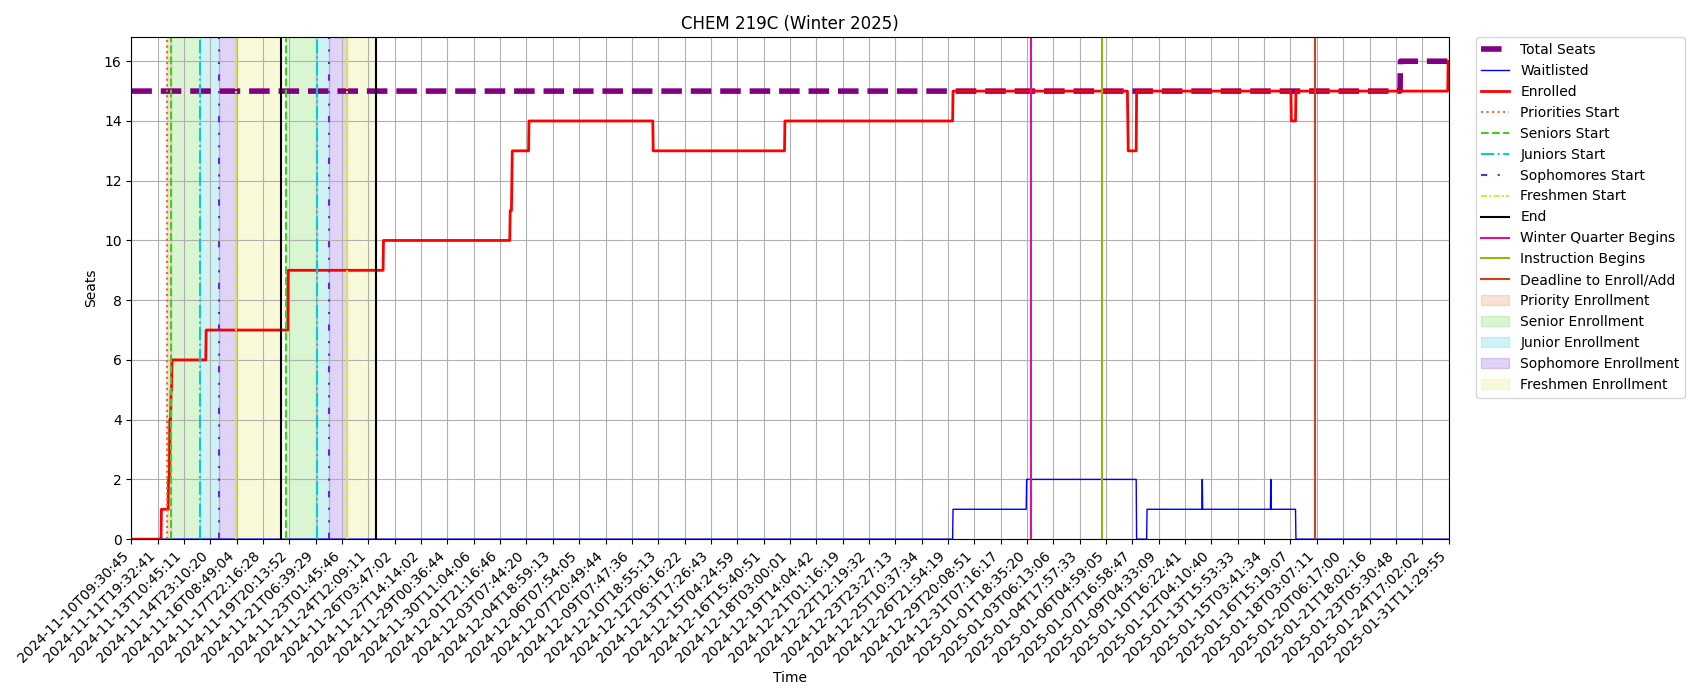 CHEM 219C (Winter 2025)
Seats
16
14
12
10
8
6
4
2
0
2024-11-10T09:30:45
2024-11-11T19:32:41
2024-11-13T10:45:11
2024-11-14T23:10:20
2024-11-16T08:49:04
2024-11-17T22:16:28
2024-11-19T20:13:52
2024-11-21T06:39:29
2024-11-23T01:45:46
2024-11-24T12:09:11
2024-11-26T03:47:02
2024-11-27T14:14:02
2024-11-29T00:36:44
2024-11-30T11:04:06
2024-12-01T21:16:46
2024-12-03T07:44:20
2024-12-04T18:59:13
2024-12-06T07:54:05
2024-12-07T20:49:44
2024-12-09T07:47:36
2024-12-10T18:55:13
2024-12-12T06:16:22
2024-12-13T17:26:43
2024-12-15T04:24:59
2024-12-16T15:40:51
2024-12-18T03:00:01
2024-12-19T14:04:42
2024-12-21T01:16:19
2024-12-22T12:19:32
2024-12-23T23:27:13
2024-12-25T10:37:34
2024-12-26T21:54:19
2024-12-29T20:08:51
2024-12-31T07:16:17
2025-01-01T18:35:20
2025-01-03T06:13:06
2025-01-04T17:57:33
2025-01-06T04:59:05
2025-01-07T16:58:47
2025-01-09T04:33:09
2025-01-10T16:22:41
2025-01-12T04:10:40
2025-01-13T15:53:33
2025-01-15T03:41:34
2025-01-16T15:19:07
2025-01-18T03:07:11
2025-01-20T06:17:00
2025-01-21T18:02:16
2025-01-23T05:30:48
2025-01-24T17:02:02
2025-01-31T11:29:55
Time
Total Seats
Waitlisted
Enrolled
Priorities Start
Seniors Start
Juniors Start
Sophomores Start
Freshmen Start
End
Winter Quarter Begins
Instruction Begins
Deadline to Enroll/Add
Priority Enrollment
Senior Enrollment
Junior Enrollment
Sophomore Enrollment
Freshmen Enrollment